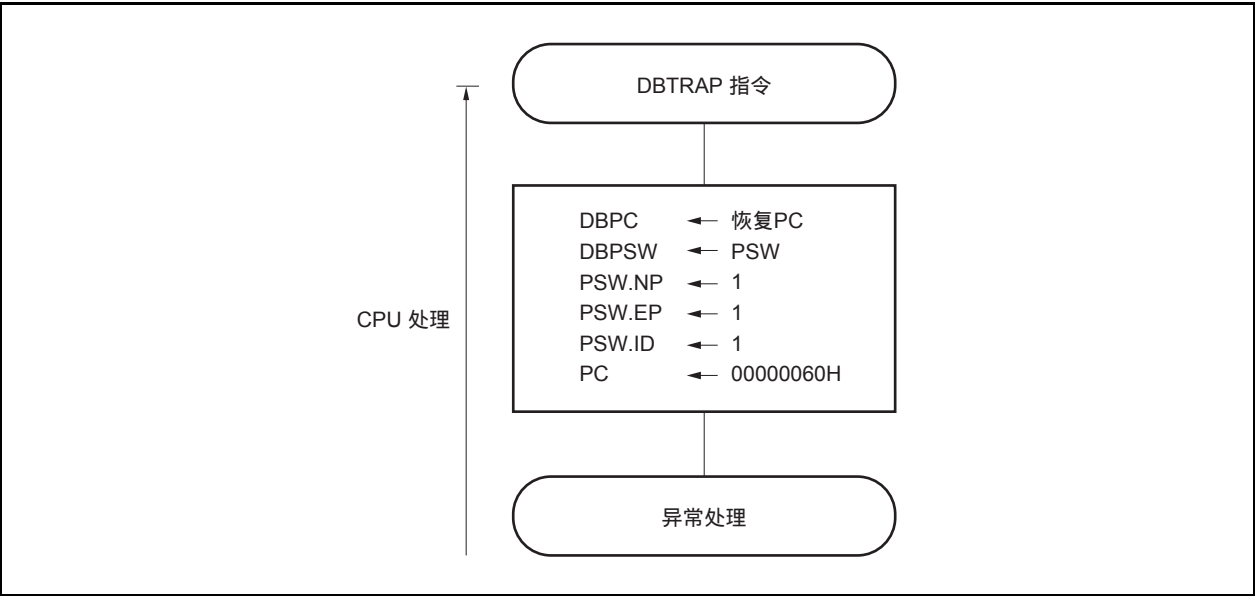 DBTRAP 指令
DBPC ← 恢复PC
DBPSW ← PSW
PSW.NP ← 1
PSW.EP ← 1
PSW.ID ← 1
PC ← 00000060H
CPU 处理
异常处理